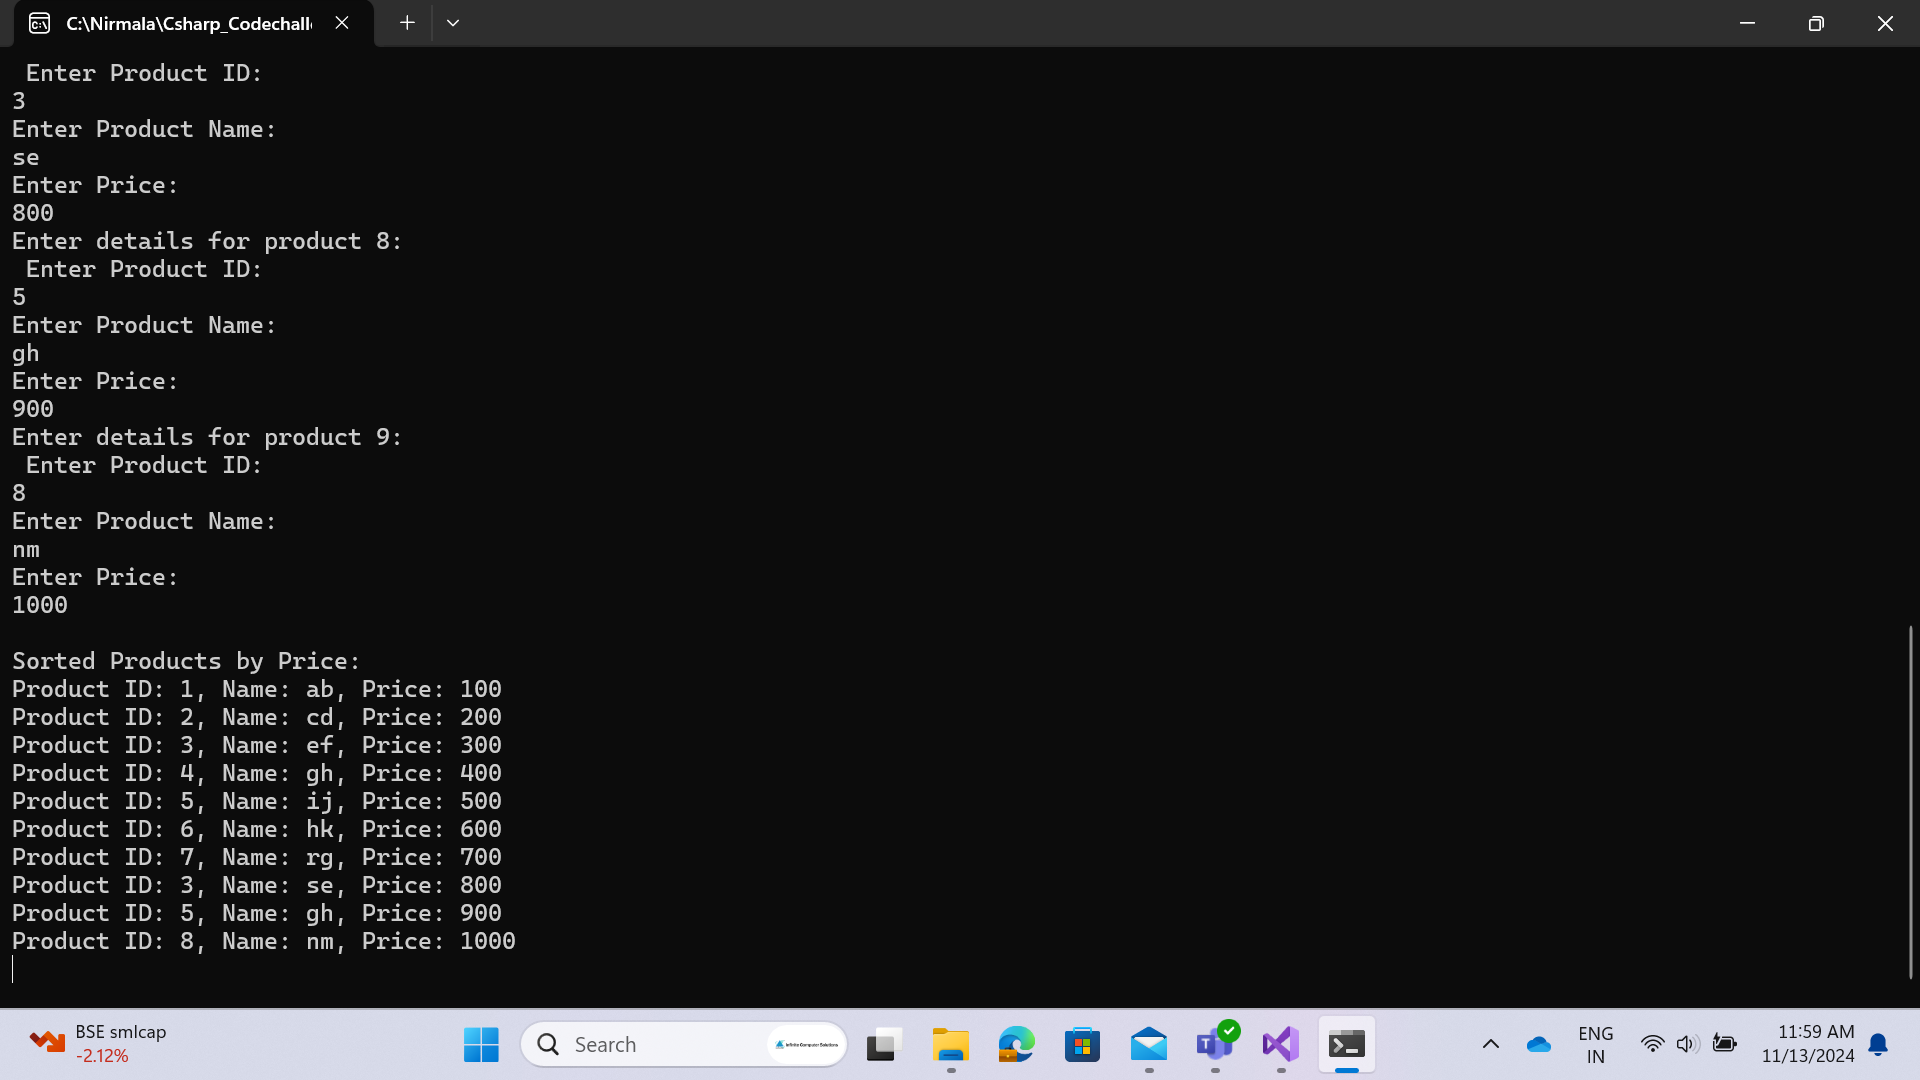 C:\Nirmala\Csharp_Codechall
 Enter Product ID:
3
Enter Product Name:
se
Enter Price:
800
Enter details for product 8:
 Enter Product ID:
5
Enter Product Name:
gh
Enter Price:
900
Enter details for product 9:
 Enter Product ID:
8
Enter Product Name:
nm
Enter Price:
1000
Sorted Products by Price:
Product ID: 1, Name: ab, Price: 100
Product ID: 2, Name: cd, Price: 200
Product ID: 3, Name: ef, Price: 300
Product ID: 4, Name: gh, Price: 400
Product ID: 5, Name: ij, Price: 500
Product ID: 6, Name: hk, Price: 600
Product ID: 7, Name: rg, Price: 700
Product ID: 3, Name: se, Price: 800
Product ID: 5, Name: gh, Price: 900
Product ID: 8, Name: nm, Price: 1000
BSE smlcap
-2.12%
Search
Infinite Computer Solutions
ENG
IN
11:59 AM
11/13/2024